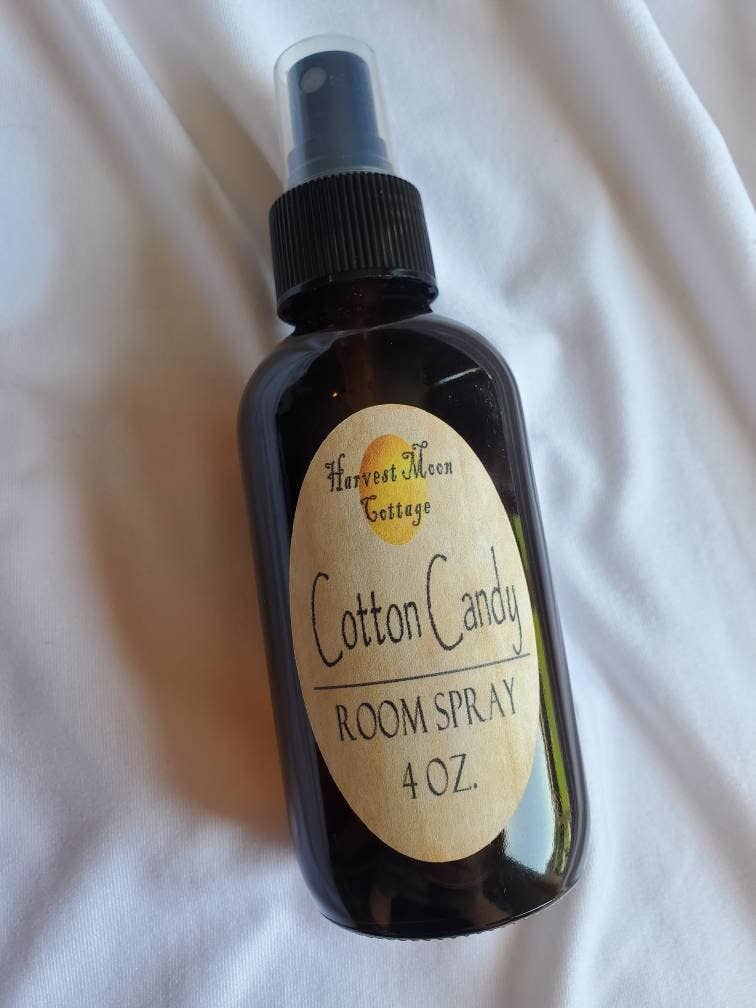 Harvest Moon
Cottage
Cotton Candy
ROOM SPRAY
4 OZ.